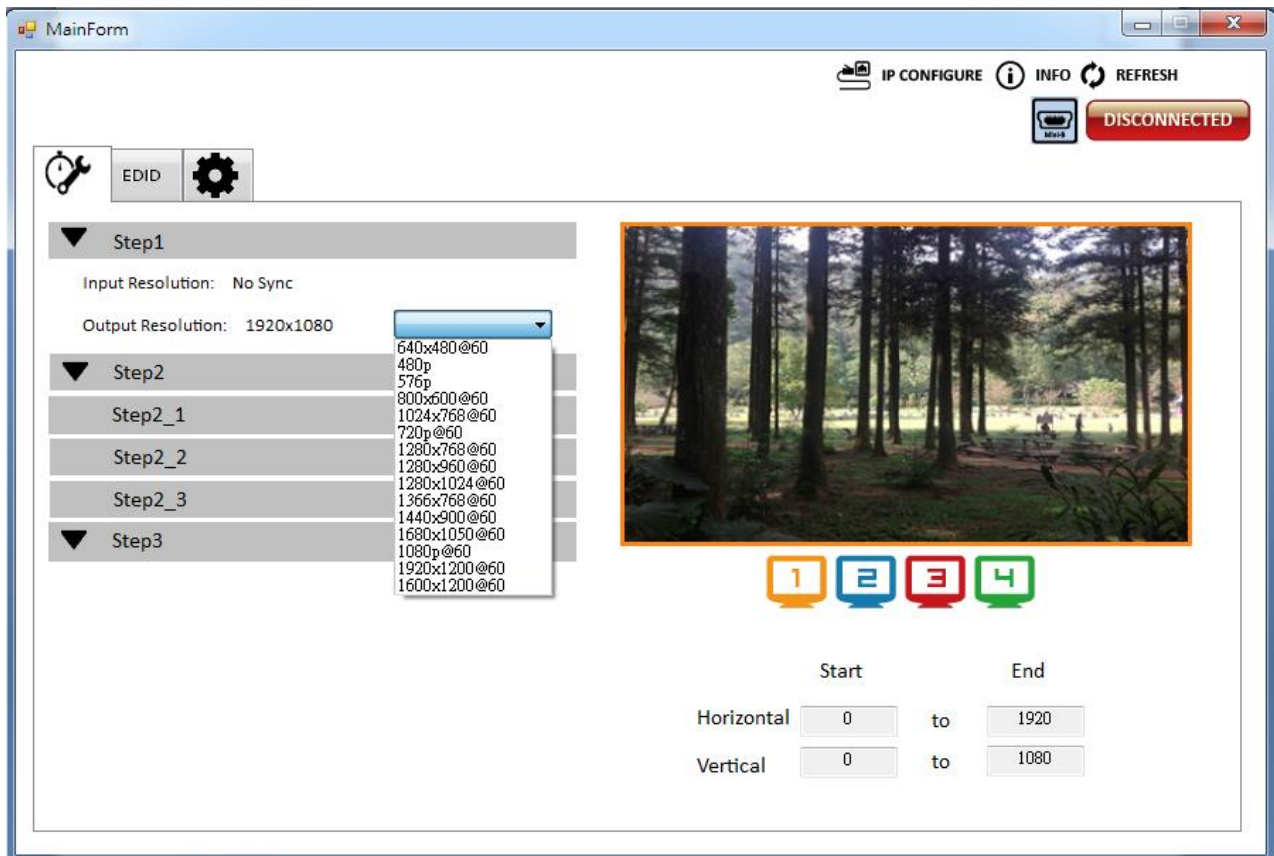 MainForm
IP CONFIGURE INFO REFRESH
Mini-B
DISCONNECTED
EDID
Step1
Input Resolution: No Sync
Output Resolution: 1920x1080
640x480@60
480p
576p
800x600@60
1024x768@60
720p@60
1280x768@60
1280x960@60
1280x1024@60
1366x768@60
1440x900@60
1680x1050@60
1080p@60
1920x1200@60
1600x1200@60
Step2
Step2_1
Step2_2
Step2_3
Step3
1 2 3 4
Start End
Horizontal 0 to 1920
Vertical 0 to 1080